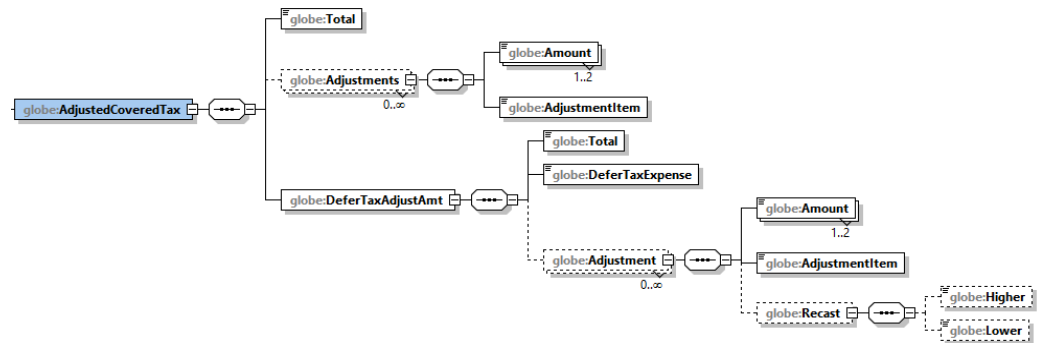 globe:Total
globe:Amount
1..2
globe:Adjustments
0..∞
globe:AdjustmentItem
globe:AdjustedCoveredTax
globe:Total
globe:DeferTaxExpense
globe:DeferTaxAdjustAmt
globe:Amount
1..2
globe:Adjustment
0..∞
globe:AdjustmentItem
globe:Higher
globe:Recast
globe:Lower